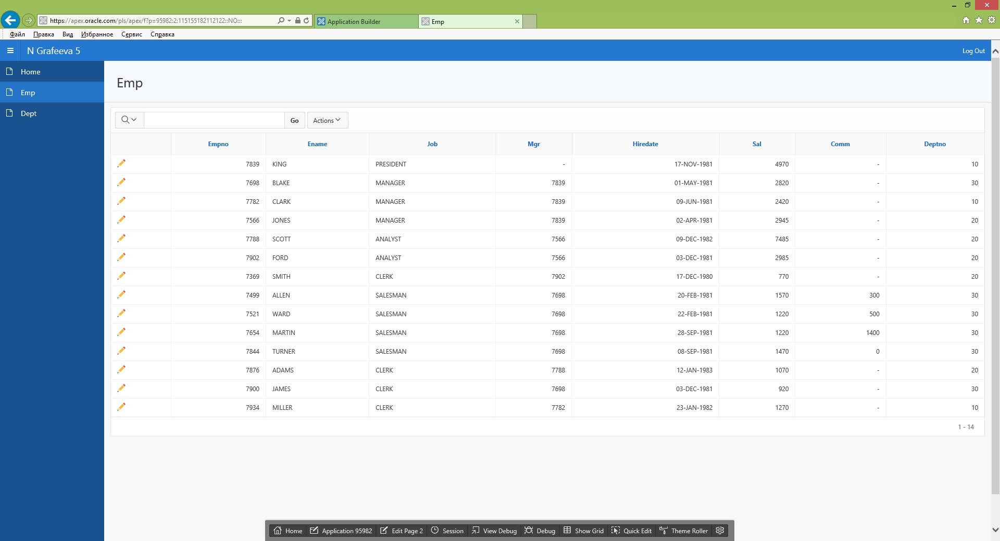 https://apex.oracle.com/pls/apex/f?p=95982:2:115155182112122::NO:::
Application Builder
Emp
Файл Правка Вид Избранное Сервис Справка
N Grafeeva 5
Log Out
Home
Emp
Dept
Emp
Go
Actions
Empno Ename Job Mgr Hiredate Sal Comm Deptno
7839 KING PRESIDENT - 17-NOV-1981 4970 - 10
7698 BLAKE MANAGER 7839 01-MAY-1981 2820 - 30
7782 CLARK MANAGER 7839 09-JUN-1981 2420 - 10
7566 JONES MANAGER 7839 02-APR-1981 2945 - 20
7788 SCOTT ANALYST 7566 09-DEC-1982 7485 - 20
7902 FORD ANALYST 7566 03-DEC-1981 2985 - 20
7369 SMITH CLERK 7902 17-DEC-1980 770 - 20
7499 ALLEN SALESMAN 7698 20-FEB-1981 1570 300 30
7521 WARD SALESMAN 7698 22-FEB-1981 1220 500 30
7654 MARTIN SALESMAN 7698 28-SEP-1981 1220 1400 30
7844 TURNER SALESMAN 7698 08-SEP-1981 1470 0 30
7876 ADAMS CLERK 7788 12-JAN-1983 1070 - 20
7900 JAMES CLERK 7698 03-DEC-1981 920 - 30
7934 MILLER CLERK 7782 23-JAN-1982 1270 - 10
1 - 14
Home Application 95982 Edit Page 2 Session View Debug Debug Show Grid Quick Edit Theme Roller